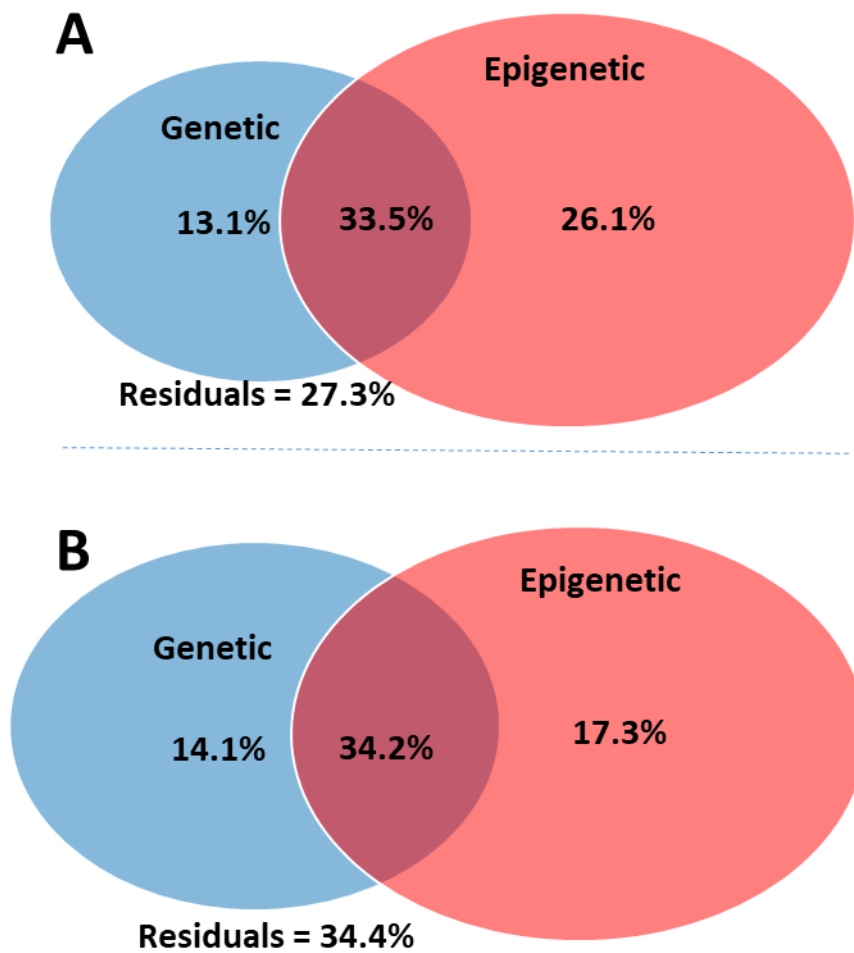 A
Epigenetic
Genetic
13.1%
33.5%
26.1%
Residuals = 27.3%
B
Epigenetic
Genetic
14.1%
34.2%
17.3%
Residuals = 34.4%